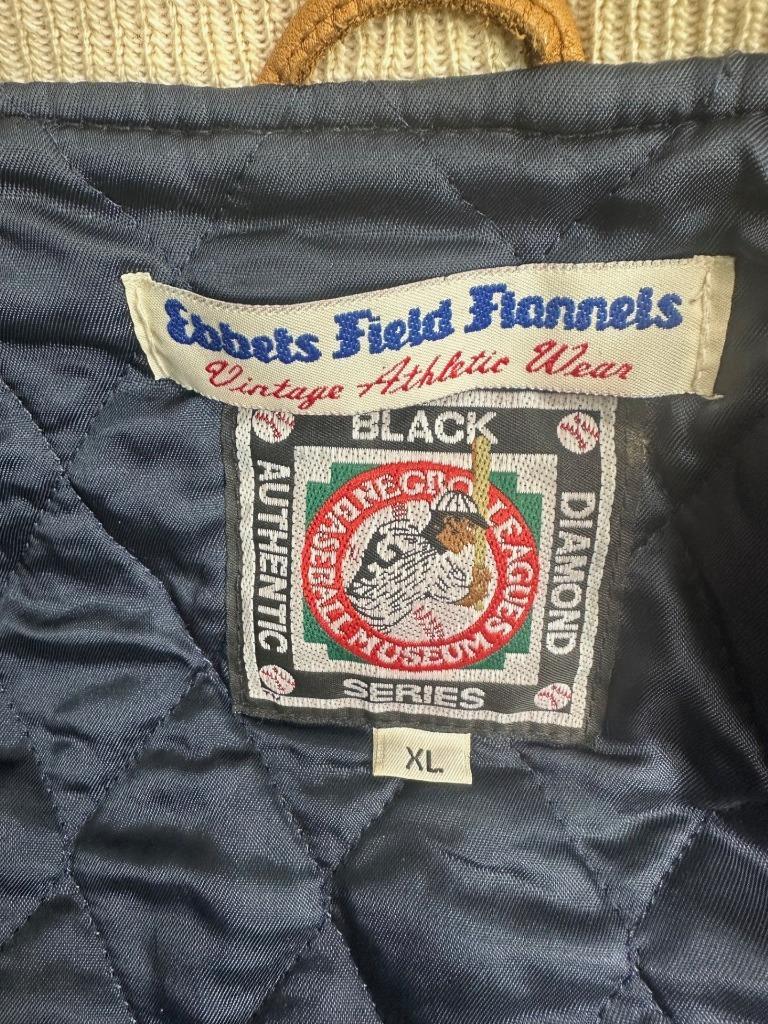 Ebbets Field Flannels
Vintage Athletic Wear
BLACK
DIAMOND
AUTHENTIC
SERIES
NEGRO LEAGUES
BASEBALL MUSEUM
XL